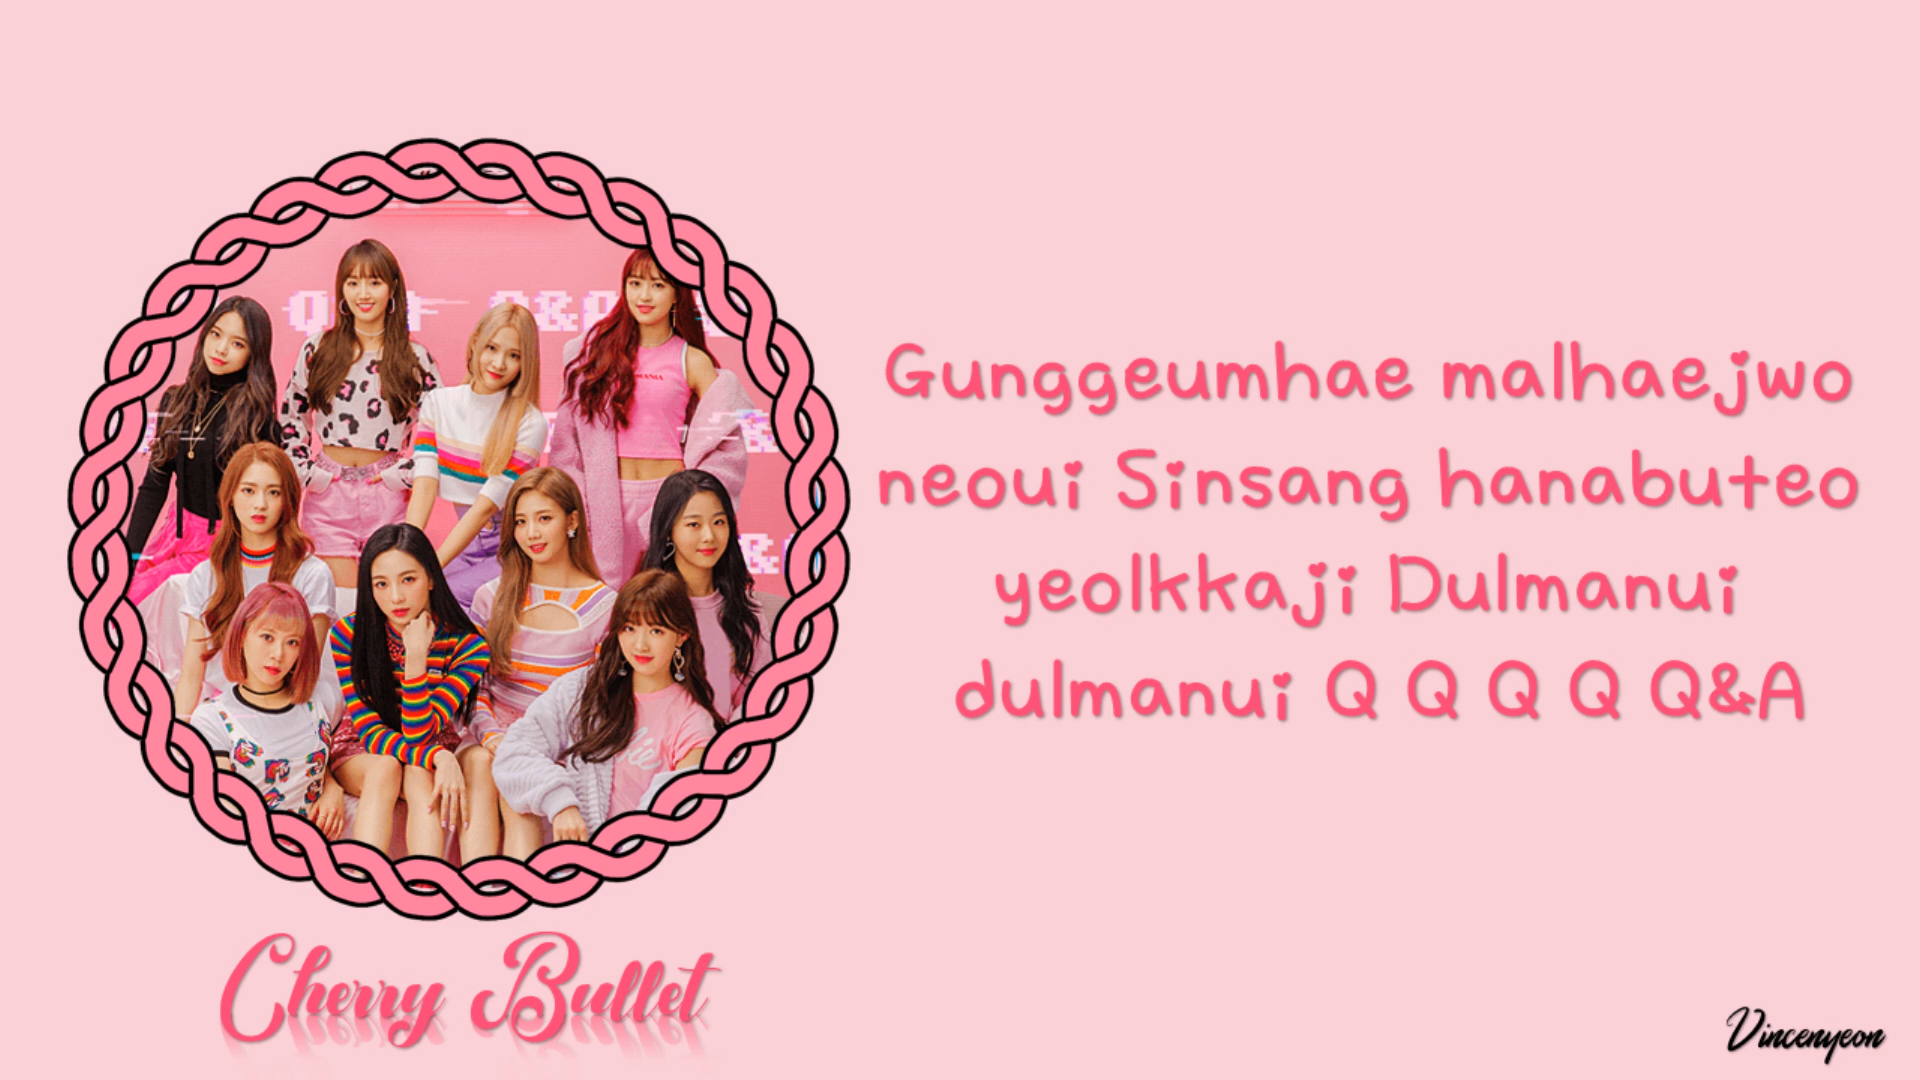 Gunggeumhae malhaejwo
neoui Sinsang hanabuteo
yeolkkaji Dulmanui
dulmanui Q Q Q Q Q&A
Cherry Bullet
Vincenyeon